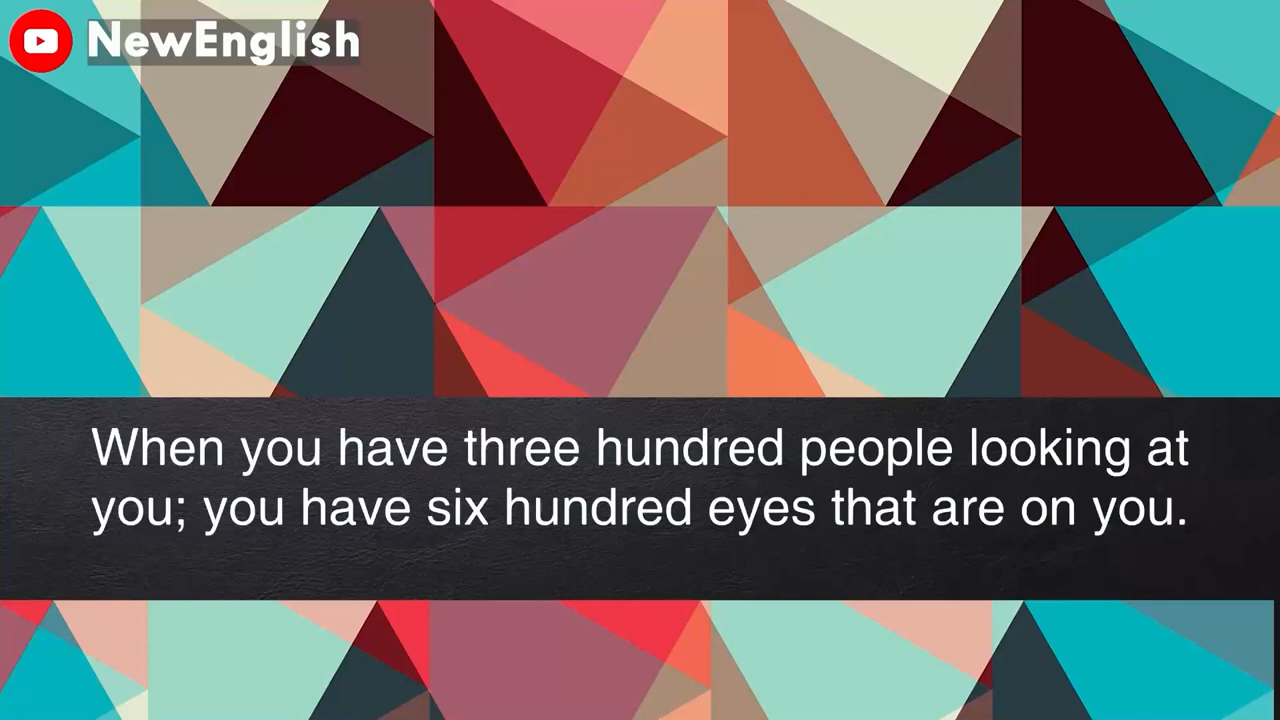 NewEnglish
When you have three hundred people looking at
you; you have six hundred eyes that are on you.